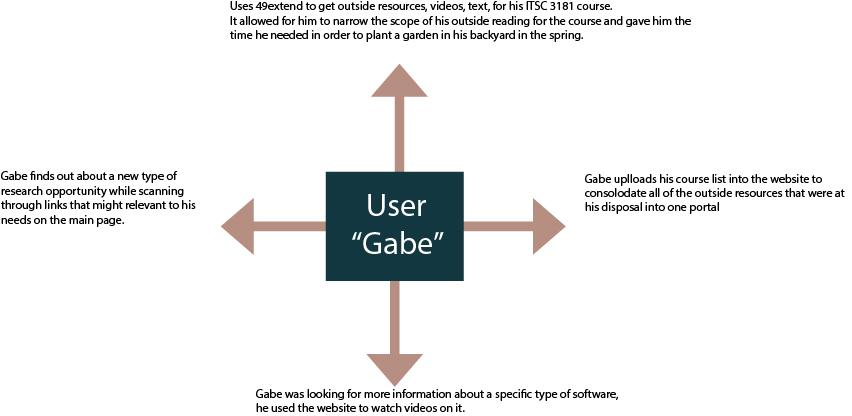 Uses 49extend to get outside resources, videos, text, for his ITSC 3181 course.
It allowed for him to narrow the scope of his outside reading for the course and gave him the
time he needed in order to plant a garden in his backyard in the spring.
Gabe finds out about a new type of
research opportunity while scanning
through links that might relevant to his
needs on the main page.
User
“Gabe”
Gabe uplloads his course list into the website to
consolodate all of the outside resources that were at
his disposal into one portal
Gabe was looking for more information about a specific type of software,
he used the website to watch videos on it.